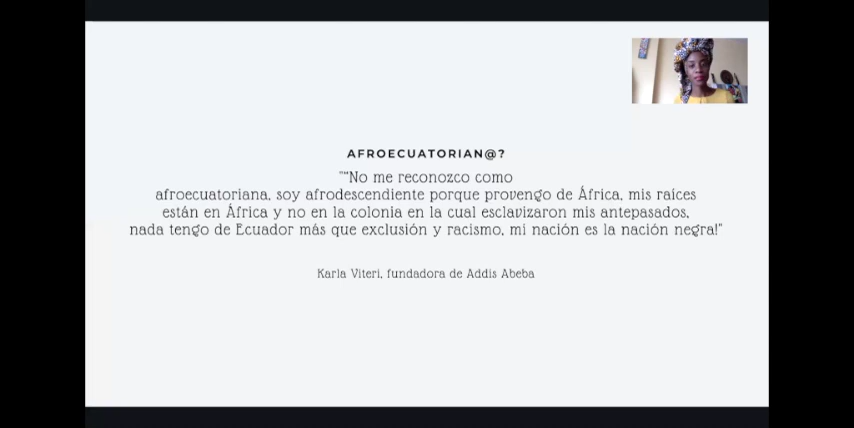 AFROECUATORIAN@?
"“No me reconozco como
afroecuatoriana, soy afrodescendiente porque provengo de África, mis raíces
están en África y no en la colonia en la cual esclavizaron mis antepasados,
nada tengo de Ecuador más que exclusión y racismo, mi nación es la nación negra!”
Karla Viteri, fundadora de Addis Abeba